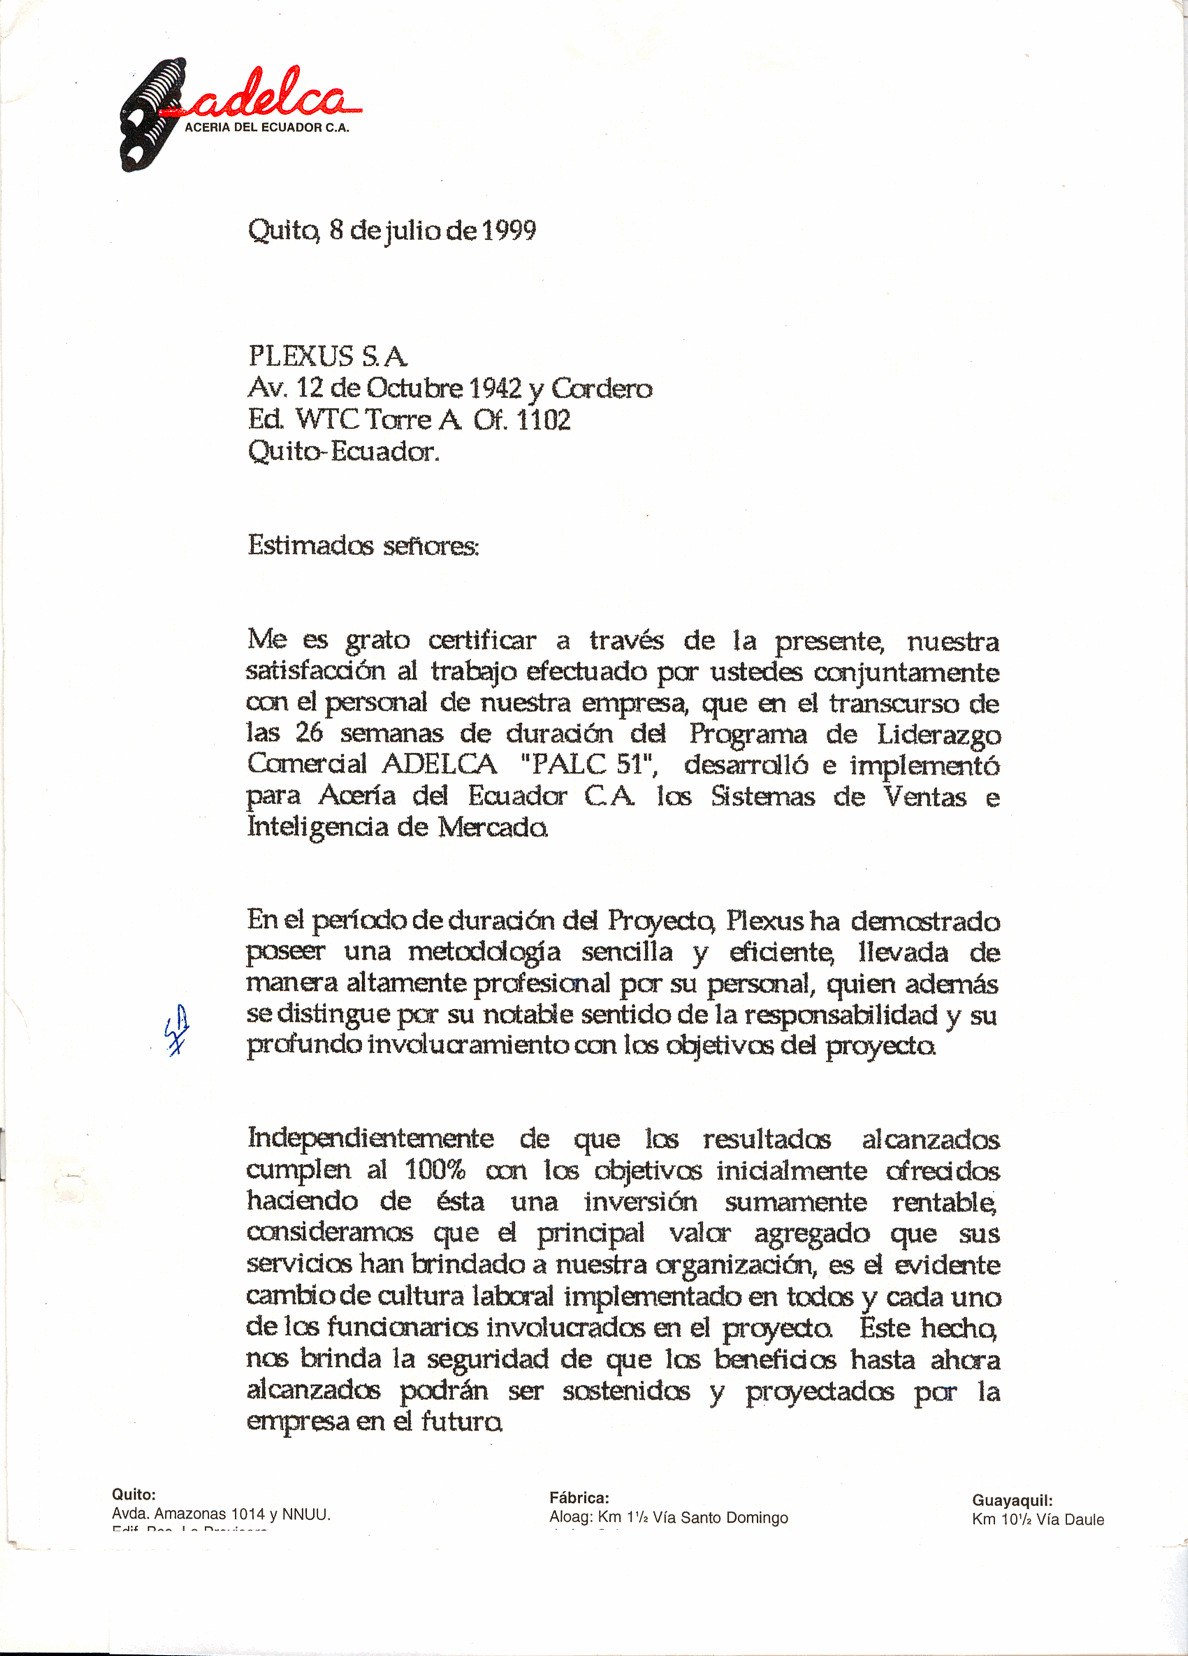 adelca
ACERIA DEL ECUADOR C.A.
Quito, 8 de julio de 1999
PLEXUS S.A.
Av. 12 de Octubre 1942 y Cordero
Ed. WTC Torre A. Of. 1102
Quito-Ecuador.
Estimados señores:
Me es grato certificar a través de la presente, nuestra
satisfacción al trabajo efectuado por ustedes conjuntamente
con el personal de nuestra empresa, que en el transcurso de
las 26 semanas de duración del Programa de Liderazgo
Comercial ADELCA "PALC 51", desarrolló e implementó
para Acería del Ecuador C.A. los Sistemas de Ventas e
Inteligencia de Mercado.
En el período de duración del Proyecto, Plexus ha demostrado
poseer una metodología sencilla y eficiente, llevada de
manera altamente profesional por su personal, quien además
se distingue por su notable sentido de la responsabilidad y su
profundo involucramiento con los objetivos del proyecto.
Independientemente de que los resultados alcanzados
cumplen al 100% con los objetivos inicialmente ofrecidos
haciendo de ésta una inversión sumamente rentable,
consideramos que el principal valor agregado que sus
servicios han brindado a nuestra organización, es el evidente
cambio de cultura laboral implementado en todos y cada uno
de los funcionarios involucrados en el proyecto. Este hecho,
nos brinda la seguridad de que los beneficios hasta ahora
alcanzados podrán ser sostenidos y proyectados por la
empresa en el futuro.
Quito:
Avda. Amazonas 1014 y NNUU.
Fábrica:
Aloag: Km 1½ Vía Santo Domingo
Guayaquil:
Km 10½ Vía Daule